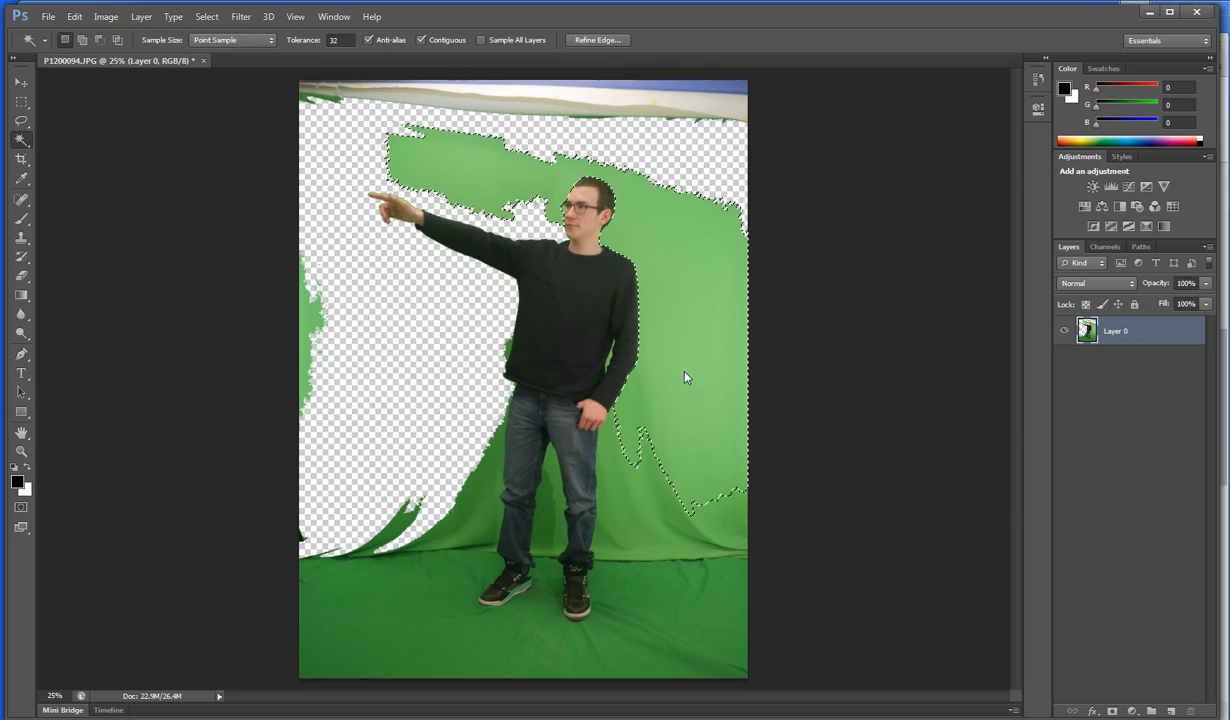 Ps File Edit Image Layer Type Select Filter 3D View Window Help
Sample Size: Point Sample Tolerance: 32 Anti-alias Contiguous Sample All Layers Refine Edge... Essentials
P1200094.JPG @ 25% (Layer 0, RGB/8) * ×
Color Swatches
R 0
G 0
B 0
Adjustments Styles
Add an adjustment
Layers Channels Paths
Kind
Normal Opacity: 100%
Lock: Fill: 100%
Layer 0
25% Doc: 22.9M/26.4M
Mini Bridge Timeline